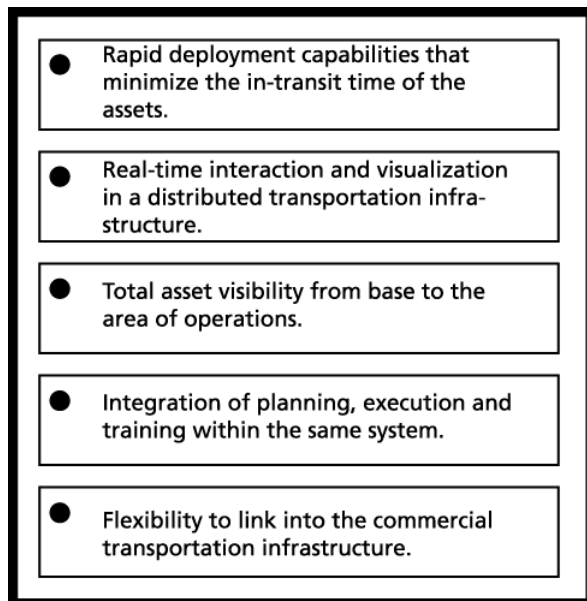 ● Rapid deployment capabilities that
minimize the in-transit time of the
assets.
● Real-time interaction and visualization
in a distributed transportation infra-
structure.
● Total asset visibility from base to the
area of operations.
● Integration of planning, execution and
training within the same system.
● Flexibility to link into the commercial
transportation infrastructure.